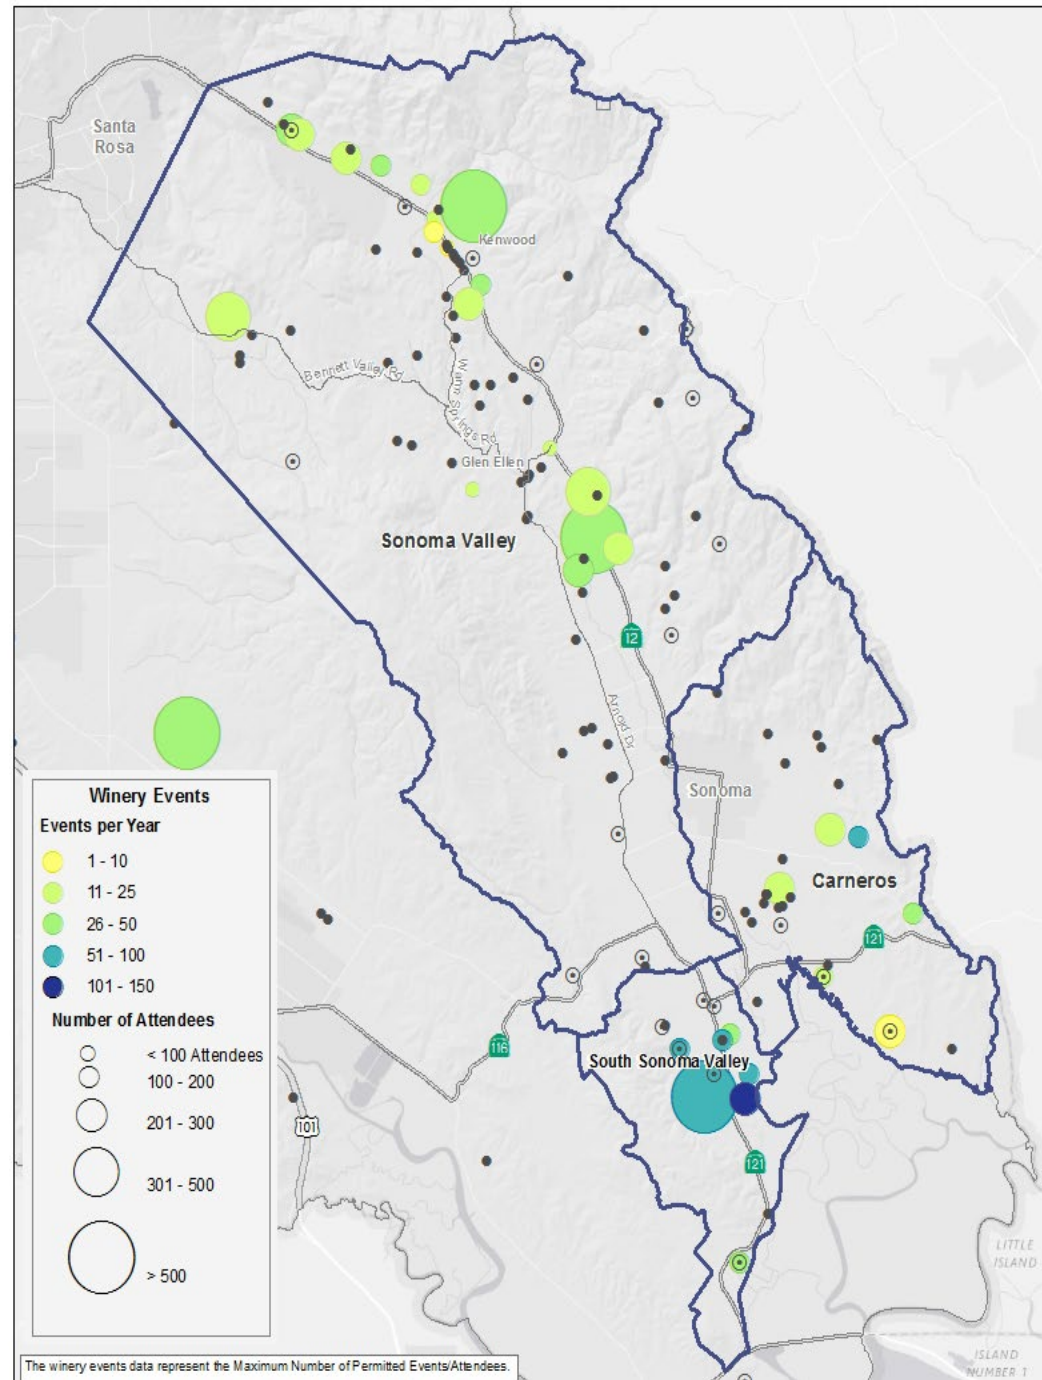 Santa
Rosa
Kenwood
Bennett Valley Rd
Warm Springs Rd
Glen Ellen
Sonoma Valley
12
Arnold Dr
Sonoma
Carneros
121
116
South Sonoma Valley
101
121
LITTLE
ISLAND
ISLAND
NUMBER 1
Winery Events
Events per Year
1 - 10
11 - 25
26 - 50
51 - 100
101 - 150
Number of Attendees
< 100 Attendees
100 - 200
201 - 300
301 - 500
> 500
The winery events data represent the Maximum Number of Permitted Events/Attendees.